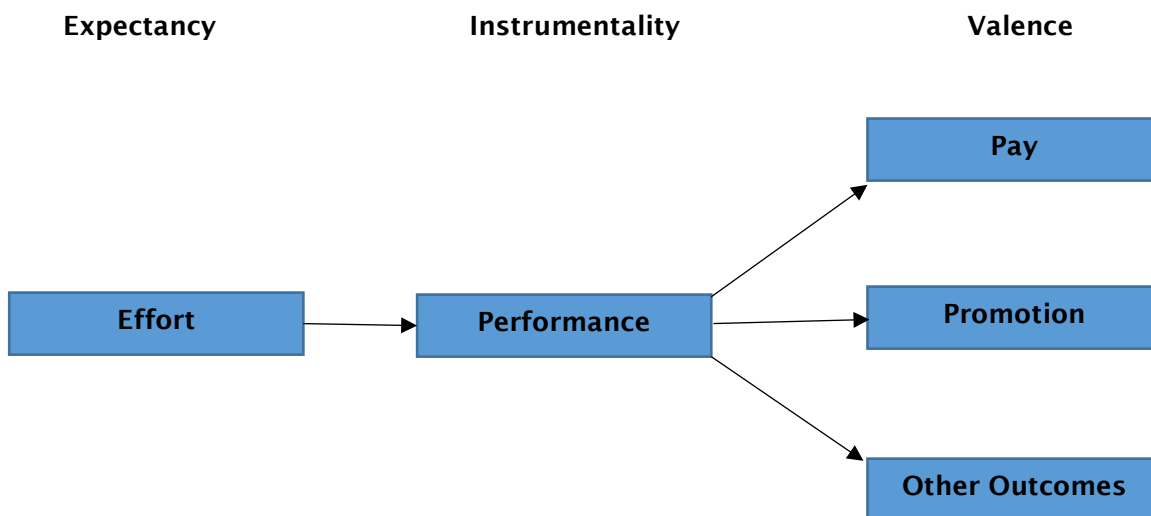 Expectancy
Instrumentality
Valence
Pay
Effort
Performance
Promotion
Other Outcomes